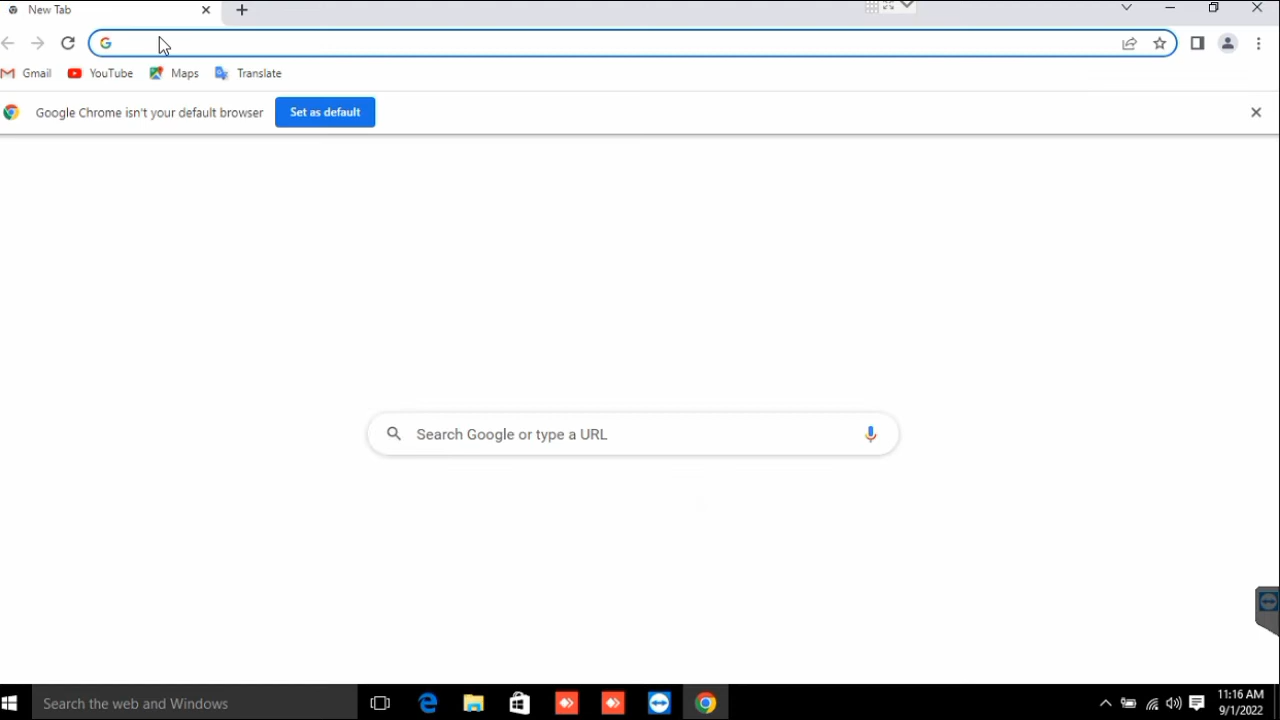 New Tab
Gmail
YouTube
Maps
Translate
Google Chrome isn't your default browser
Set as default
Search Google or type a URL
Search the web and Windows
11:16 AM
9/1/2022